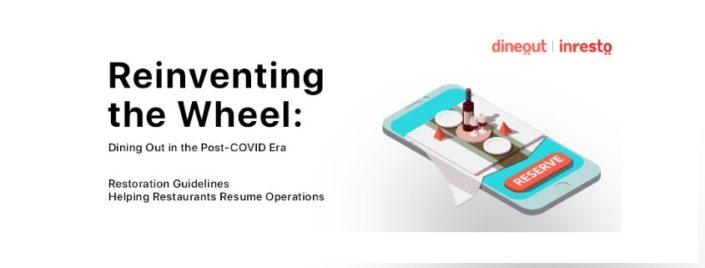 dineout | inresto
Reinventing
the Wheel:
Dining Out in the Post-COVID Era
Restoration Guidelines
Helping Restaurants Resume Operations
RESERVE